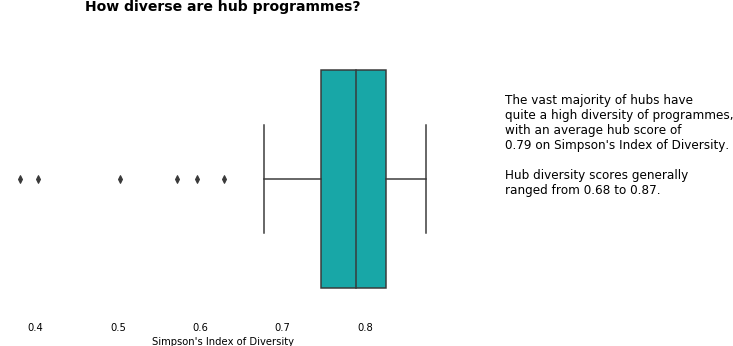 How diverse are hub programmes?
The vast majority of hubs have
quite a high diversity of programmes,
with an average hub score of
0.79 on Simpson's Index of Diversity.
Hub diversity scores generally
ranged from 0.68 to 0.87.
0.4 0.5 0.6 0.7 0.8
Simpson's Index of Diversity